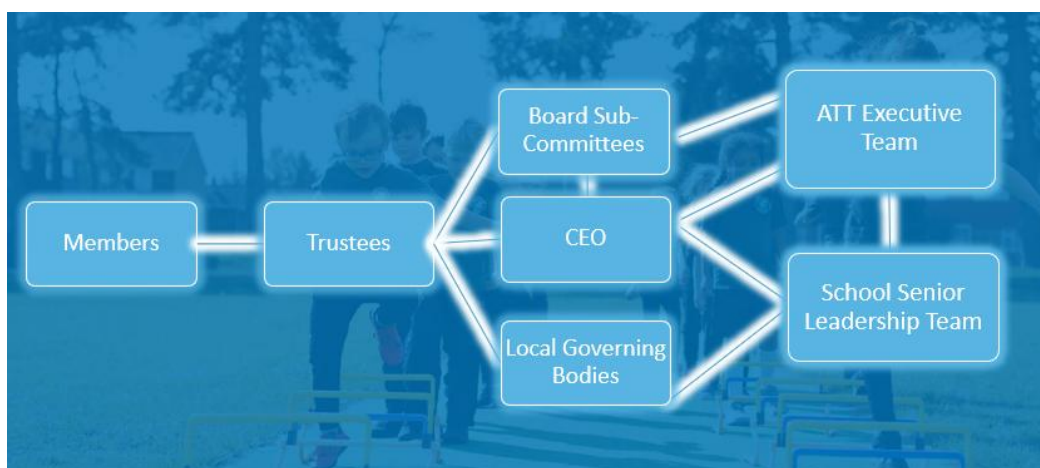 Members
Trustees
Board Sub-
Committees
CEO
Local Governing
Bodies
ATT Executive
Team
School Senior
Leadership Team